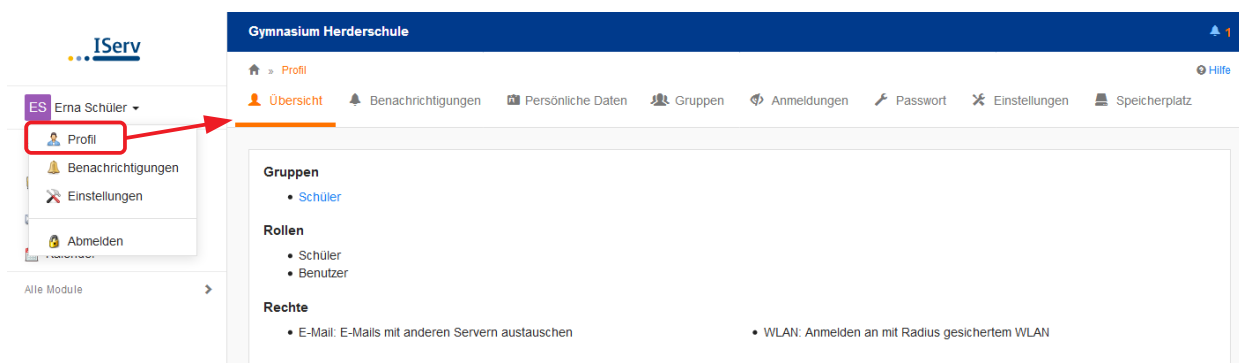 IServ
Gymnasium Herderschule
1
» Profil
Hilfe
ES Erna Schüler
Übersicht Benachrichtigungen Persönliche Daten Gruppen Anmeldungen Passwort Einstellungen Speicherplatz
Profil
Benachrichtigungen
Einstellungen
Abmelden
Kalender
Alle Module
Gruppen
• Schüler
Rollen
• Schüler
• Benutzer
Rechte
• E-Mail: E-Mails mit anderen Servern austauschen
• WLAN: Anmelden an mit Radius gesichertem WLAN